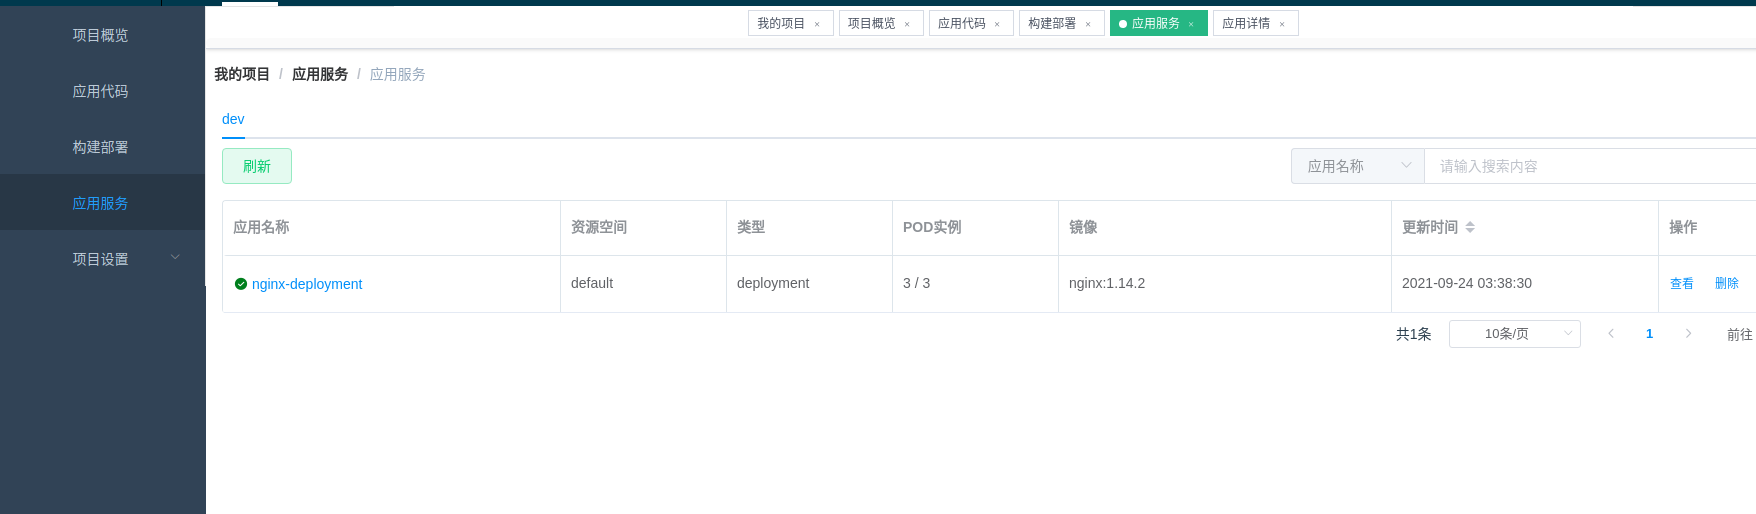 我的项目 × 项目概览 × 应用代码 × 构建部署 × 应用服务 × 应用详情 ×
项目概览
应用代码
构建部署
应用服务
项目设置
我的项目 / 应用服务 / 应用服务
dev
刷新 应用名称 请输入搜索内容
应用名称 资源空间 类型 POD实例 镜像 更新时间 操作
nginx-deployment default deployment 3 / 3 nginx:1.14.2 2021-09-24 03:38:30 查看 删除
共1条 10条/页 1 前往